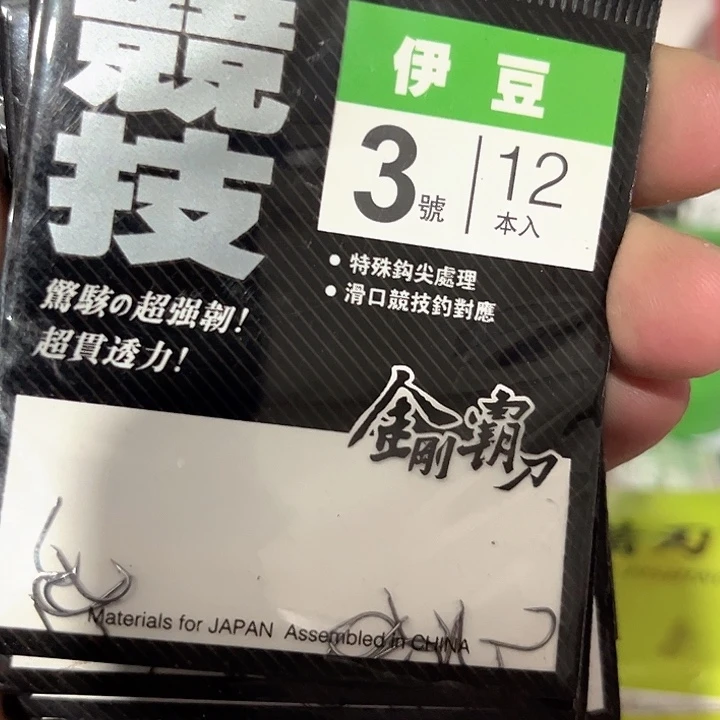 競技
伊豆
3號
12本入
• 特殊鈎尖處理
• 滑口競技釣對應
驚駭の超强韌!
超貫透力!
金剛霸刀
Materials for JAPAN Assembled in CHINA